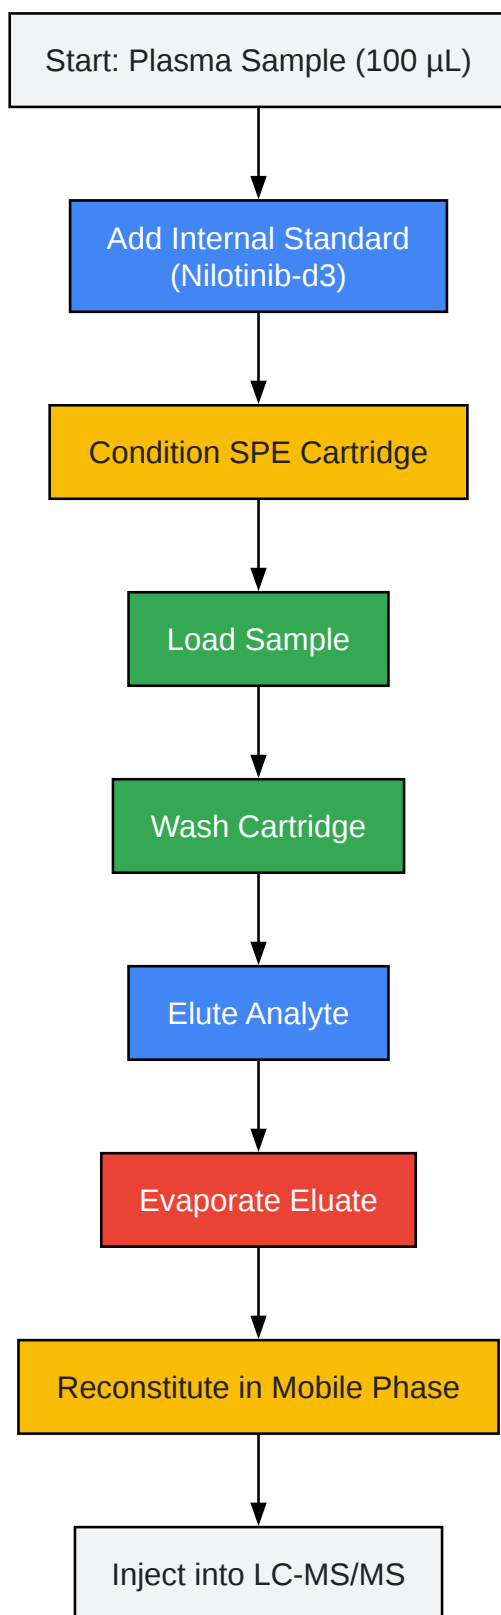 Start: Plasma Sample (100 µL)
Add Internal Standard
(Nilotinib-d3)
Condition SPE Cartridge
Load Sample
Wash Cartridge
Elute Analyte
Evaporate Eluate
Reconstitute in Mobile Phase
Inject into LC-MS/MS